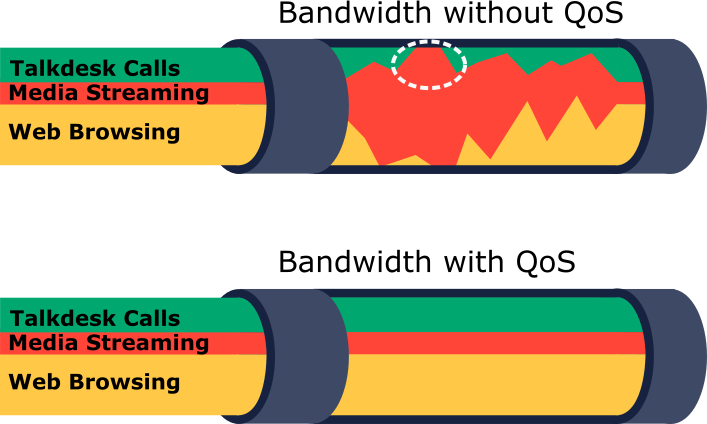 Bandwidth without QoS
Talkdesk Calls
Media Streaming
Web Browsing
Bandwidth with QoS
Talkdesk Calls
Media Streaming
Web Browsing